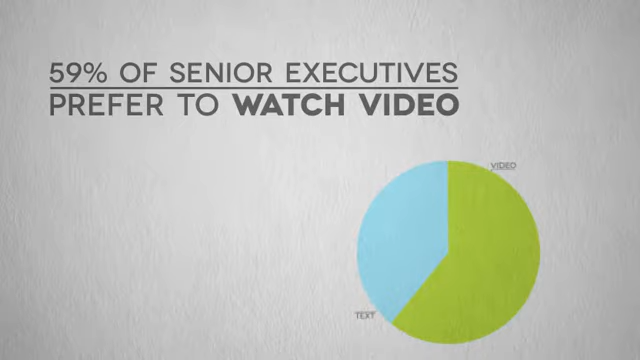 59% OF SENIOR EXECUTIVES
PREFER TO WATCH VIDEO
VIDEO
TEXT